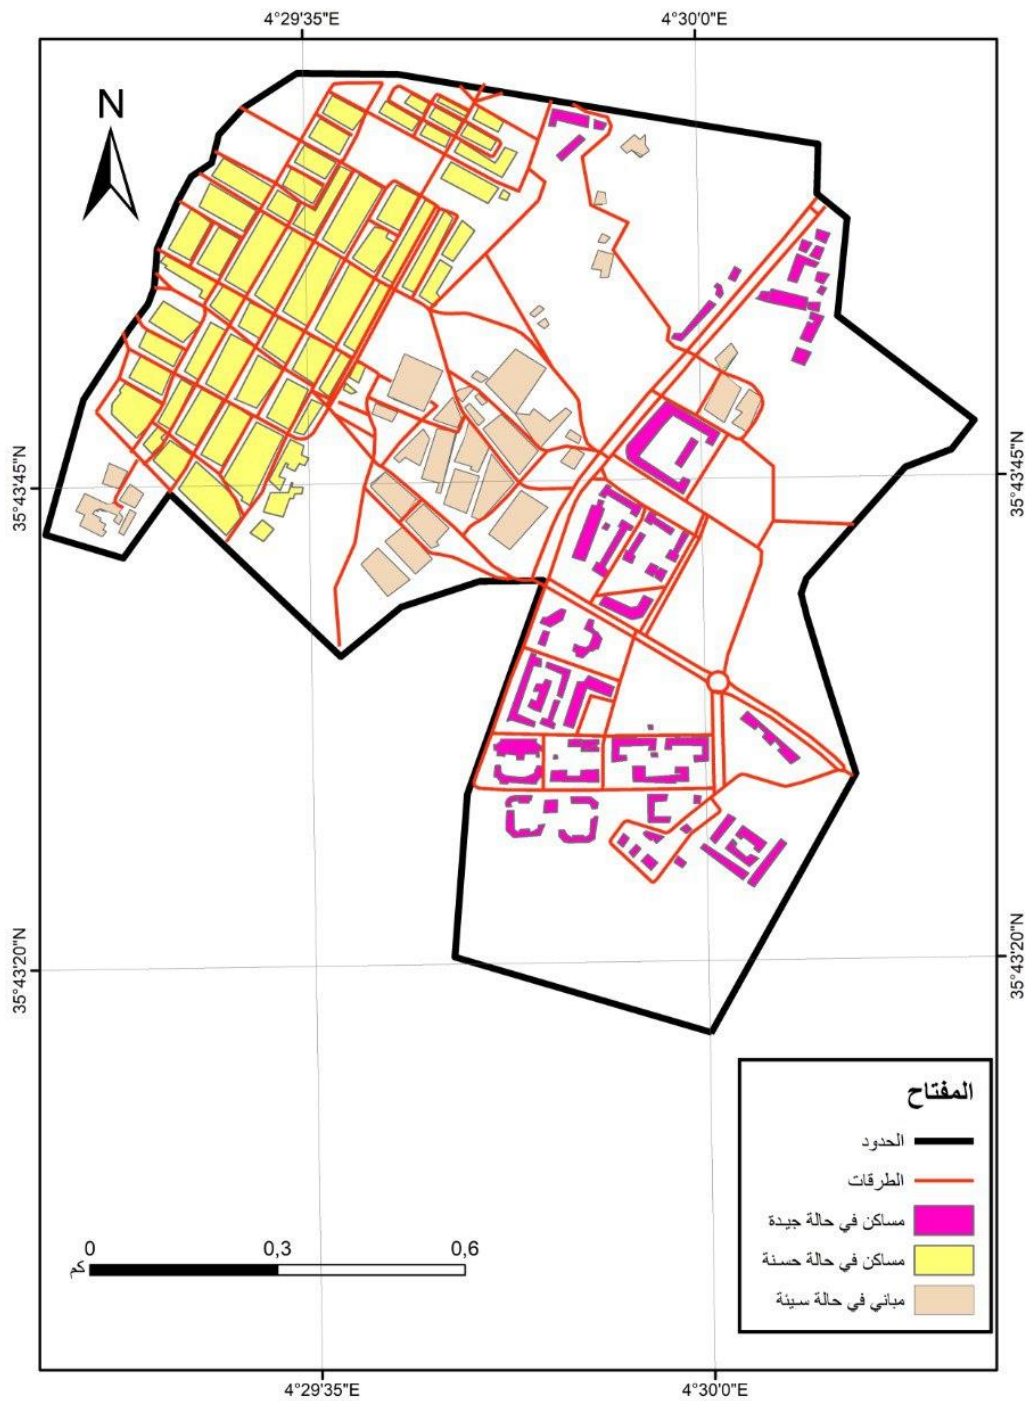 4°29'35"E
4°30'0"E
N
35°43'45"N
35°43'45"N
35°43'20"N
35°43'20"N
المفتاح
الحدود
الطرقات
مساكن في حالة جيدة
مساكن في حالة حسنة
مباني في حالة سيئة
0
0,3
0,6
كم
4°29'35"E
4°30'0"E